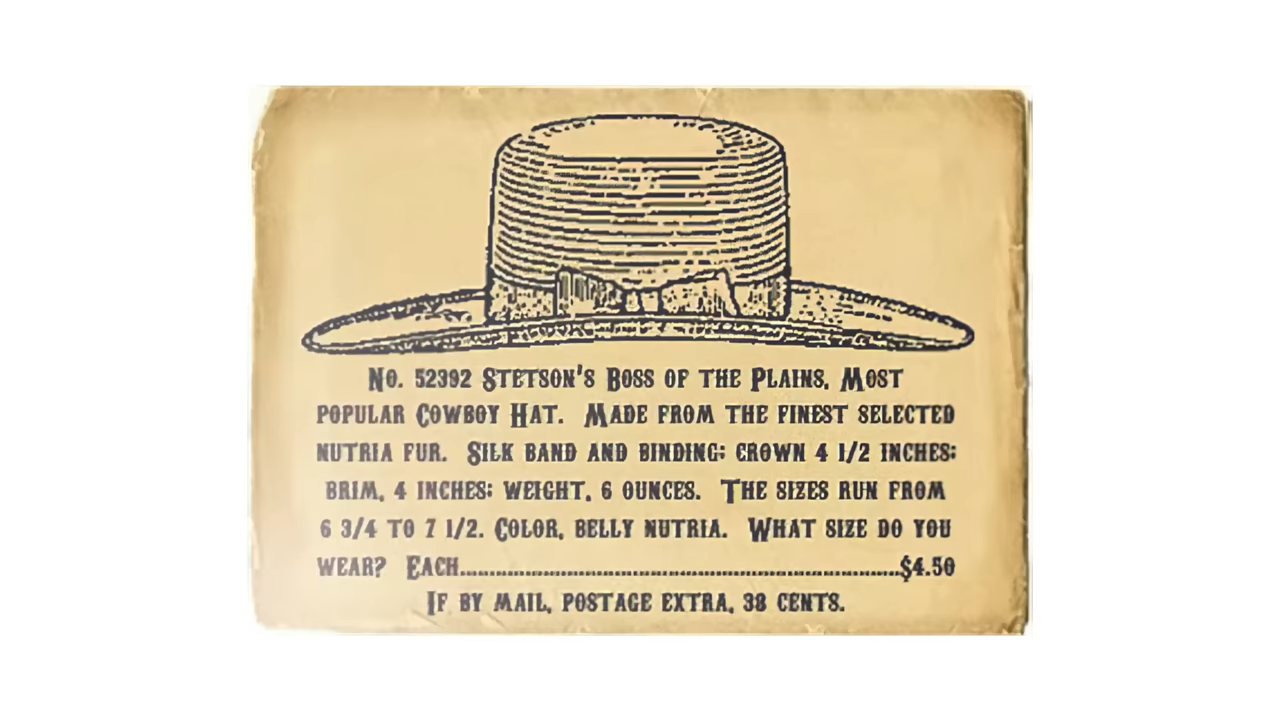 No. 52392 Stetson's Boss of the Plains, Most
popular Cowboy Hat. Made from the finest selected
nutria fur. Silk band and binding; crown 4 1/2 inches;
brim, 4 inches; weight, 6 ounces. The sizes run from
6 3/4 to 7 1/2. Color, belly nutria. What size do you
wear? Each..........................................................$4.50
If by mail, postage extra, 38 cents.